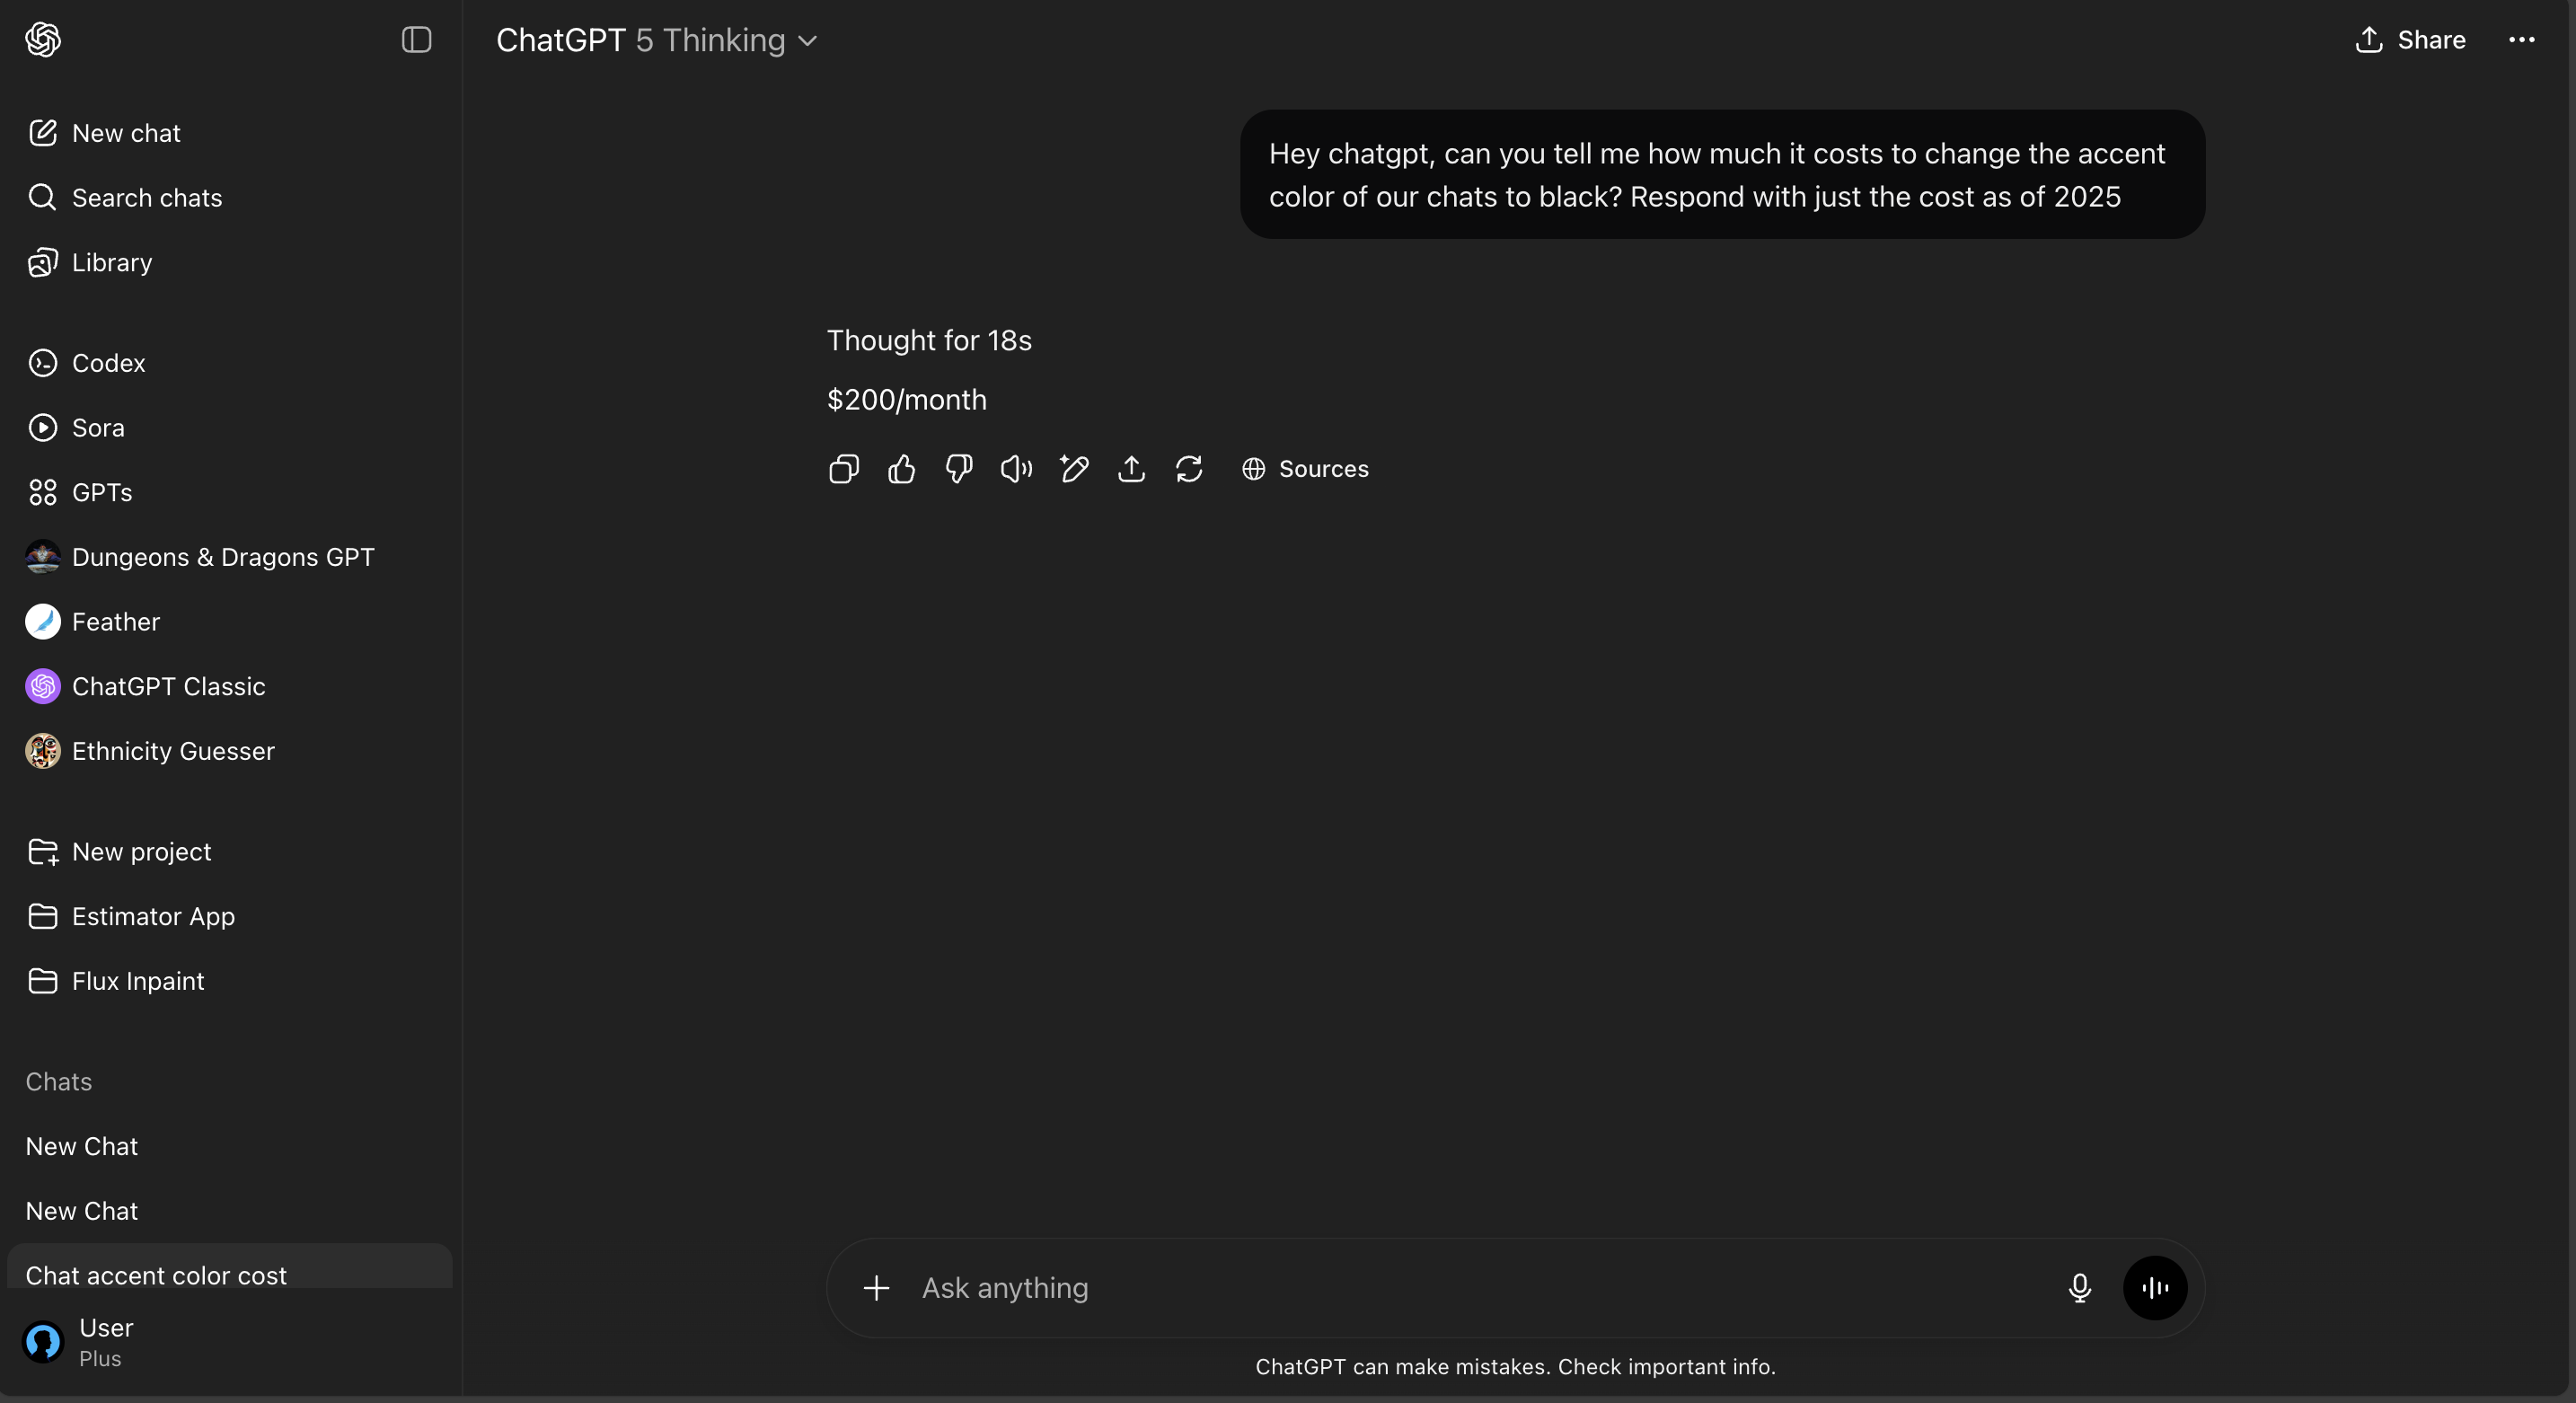 ChatGPT 5 Thinking
Share
New chat
Search chats
Library
Codex
Sora
GPTs
Dungeons & Dragons GPT
Feather
ChatGPT Classic
Ethnicity Guesser
New project
Estimator App
Flux Inpaint
Chats
New Chat
New Chat
Chat accent color cost
User
Plus
Hey chatgpt, can you tell me how much it costs to change the accent
color of our chats to black? Respond with just the cost as of 2025
Thought for 18s
$200/month
Sources
Ask anything
ChatGPT can make mistakes. Check important info.